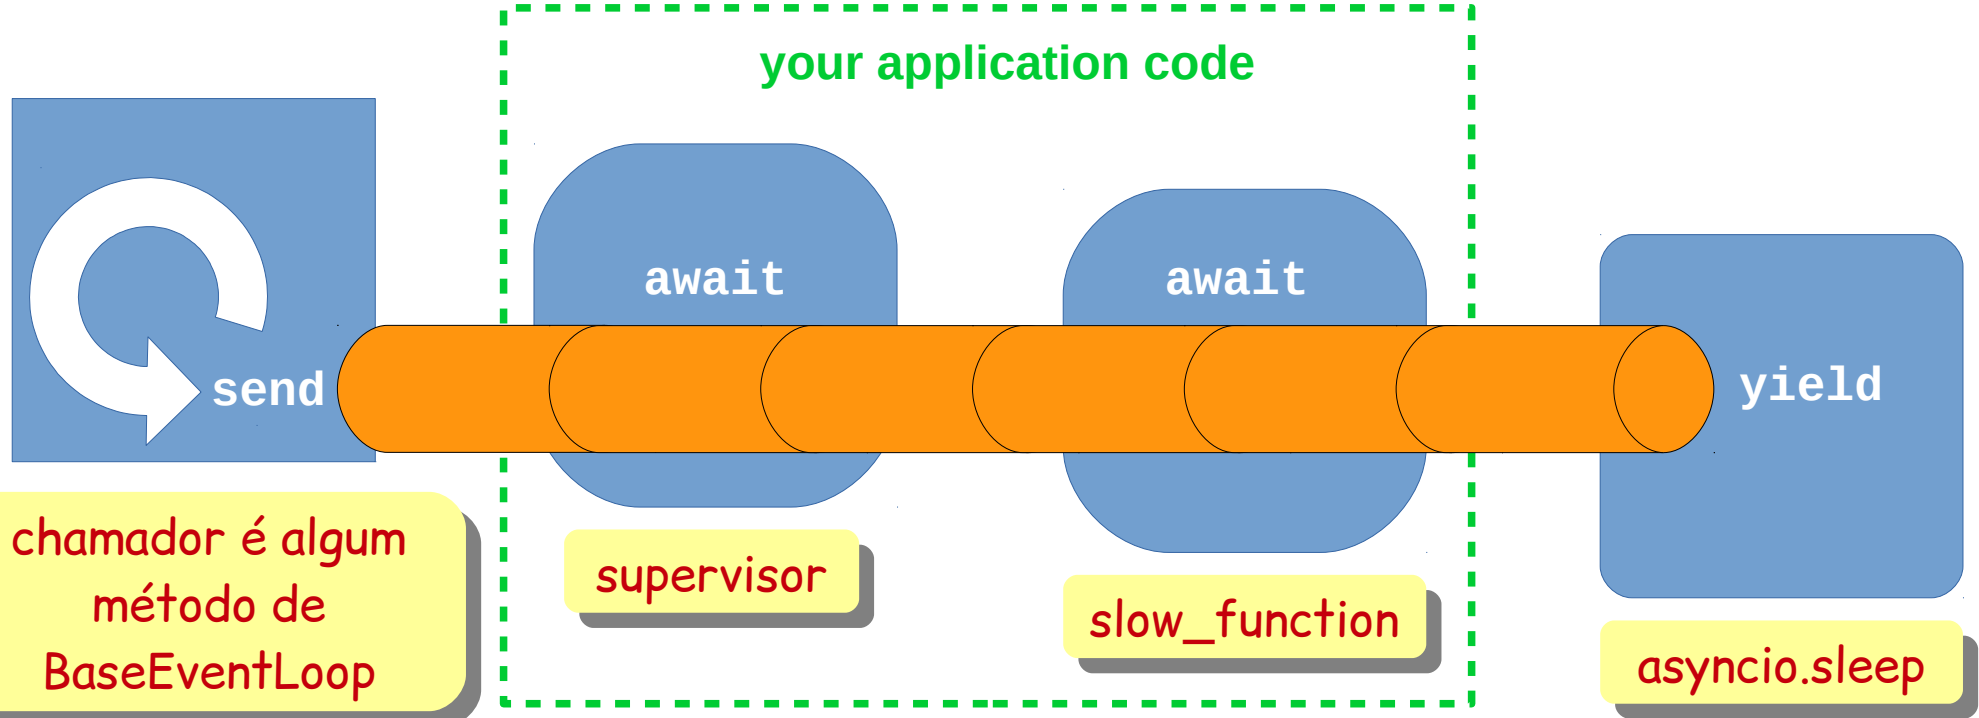 your application code
await
await
send
yield
chamador é algum
método de
BaseEventLoop
supervisor
slow_function
asyncio.sleep